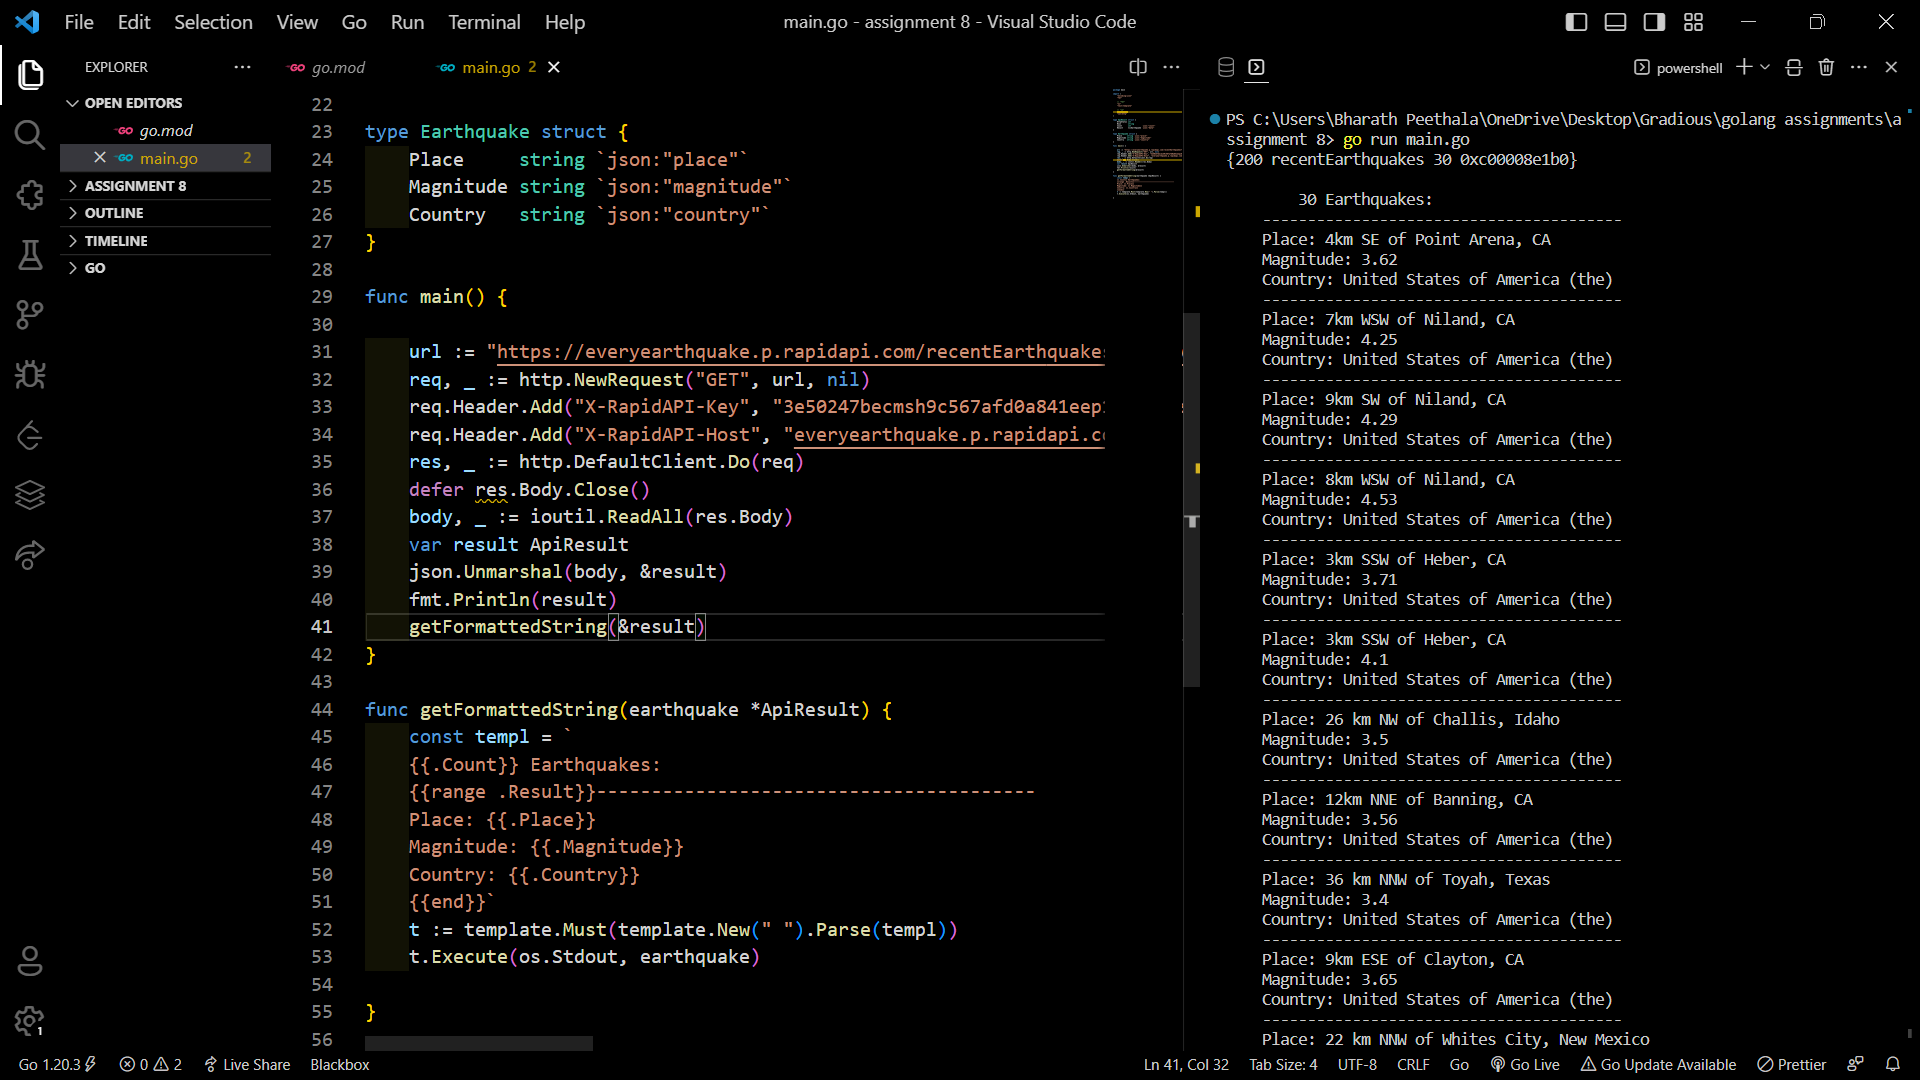 File Edit Selection View Go Run Terminal Help
main.go - assignment 8 - Visual Studio Code
EXPLORER
OPEN EDITORS
go.mod
main.go 2
ASSIGNMENT 8
OUTLINE
TIMELINE
GO
go.mod
main.go 2
22
23 type Earthquake struct {
24 Place string `json:"place"`
25 Magnitude string `json:"magnitude"`
26 Country string `json:"country"`
27 }
28
29 func main() {
30
31 url := "https://everyearthquake.p.rapidapi.com/recentEarthquakes
32 req, _ := http.NewRequest("GET", url, nil)
33 req.Header.Add("X-RapidAPI-Key", "3e50247becmsh9c567afd0a841eep
34 req.Header.Add("X-RapidAPI-Host", "everyearthquake.p.rapidapi.co
35 res, _ := http.DefaultClient.Do(req)
36 defer res.Body.Close()
37 body, _ := ioutil.ReadAll(res.Body)
38 var result ApiResult
39 json.Unmarshal(body, &result)
40 fmt.Println(result)
41 getFormattedString(&result)
42 }
43
44 func getFormattedString(earthquake *ApiResult) {
45 const templ = `
46 {{.Count}} Earthquakes:
47 {{range .Result}}----------------------------------------
48 Place: {{.Place}}
49 Magnitude: {{.Magnitude}}
50 Country: {{.Country}}
51 {{end}}`
52 t := template.Must(template.New(" ").Parse(templ))
53 t.Execute(os.Stdout, earthquake)
54
55 }
56
powershell
PS C:\Users\Bharath Peethala\OneDrive\Desktop\Gradious\golang assignments\a
ssignment 8> go run main.go
{200 recentEarthquakes 30 0xc00008e1b0}
30 Earthquakes:
----------------------------------------
Place: 4km SE of Point Arena, CA
Magnitude: 3.62
Country: United States of America (the)
----------------------------------------
Place: 7km WSW of Niland, CA
Magnitude: 4.25
Country: United States of America (the)
----------------------------------------
Place: 9km SW of Niland, CA
Magnitude: 4.29
Country: United States of America (the)
----------------------------------------
Place: 8km WSW of Niland, CA
Magnitude: 4.53
Country: United States of America (the)
----------------------------------------
Place: 3km SSW of Heber, CA
Magnitude: 3.71
Country: United States of America (the)
----------------------------------------
Place: 3km SSW of Heber, CA
Magnitude: 4.1
Country: United States of America (the)
----------------------------------------
Place: 26 km NW of Challis, Idaho
Magnitude: 3.5
Country: United States of America (the)
----------------------------------------
Place: 12km NNE of Banning, CA
Magnitude: 3.56
Country: United States of America (the)
----------------------------------------
Place: 36 km NNW of Toyah, Texas
Magnitude: 3.4
Country: United States of America (the)
----------------------------------------
Place: 9km ESE of Clayton, CA
Magnitude: 3.65
Country: United States of America (the)
----------------------------------------
Place: 22 km NNW of Whites City, New Mexico
1
Go 1.20.3 0 2 Live Share Blackbox
Ln 41, Col 32 Tab Size: 4 UTF-8 CRLF Go Go Live Go Update Available Prettier